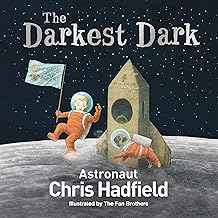 The
Darkest Dark
Astronaut
Chris Hadfield
Illustrated by The Fan Brothers